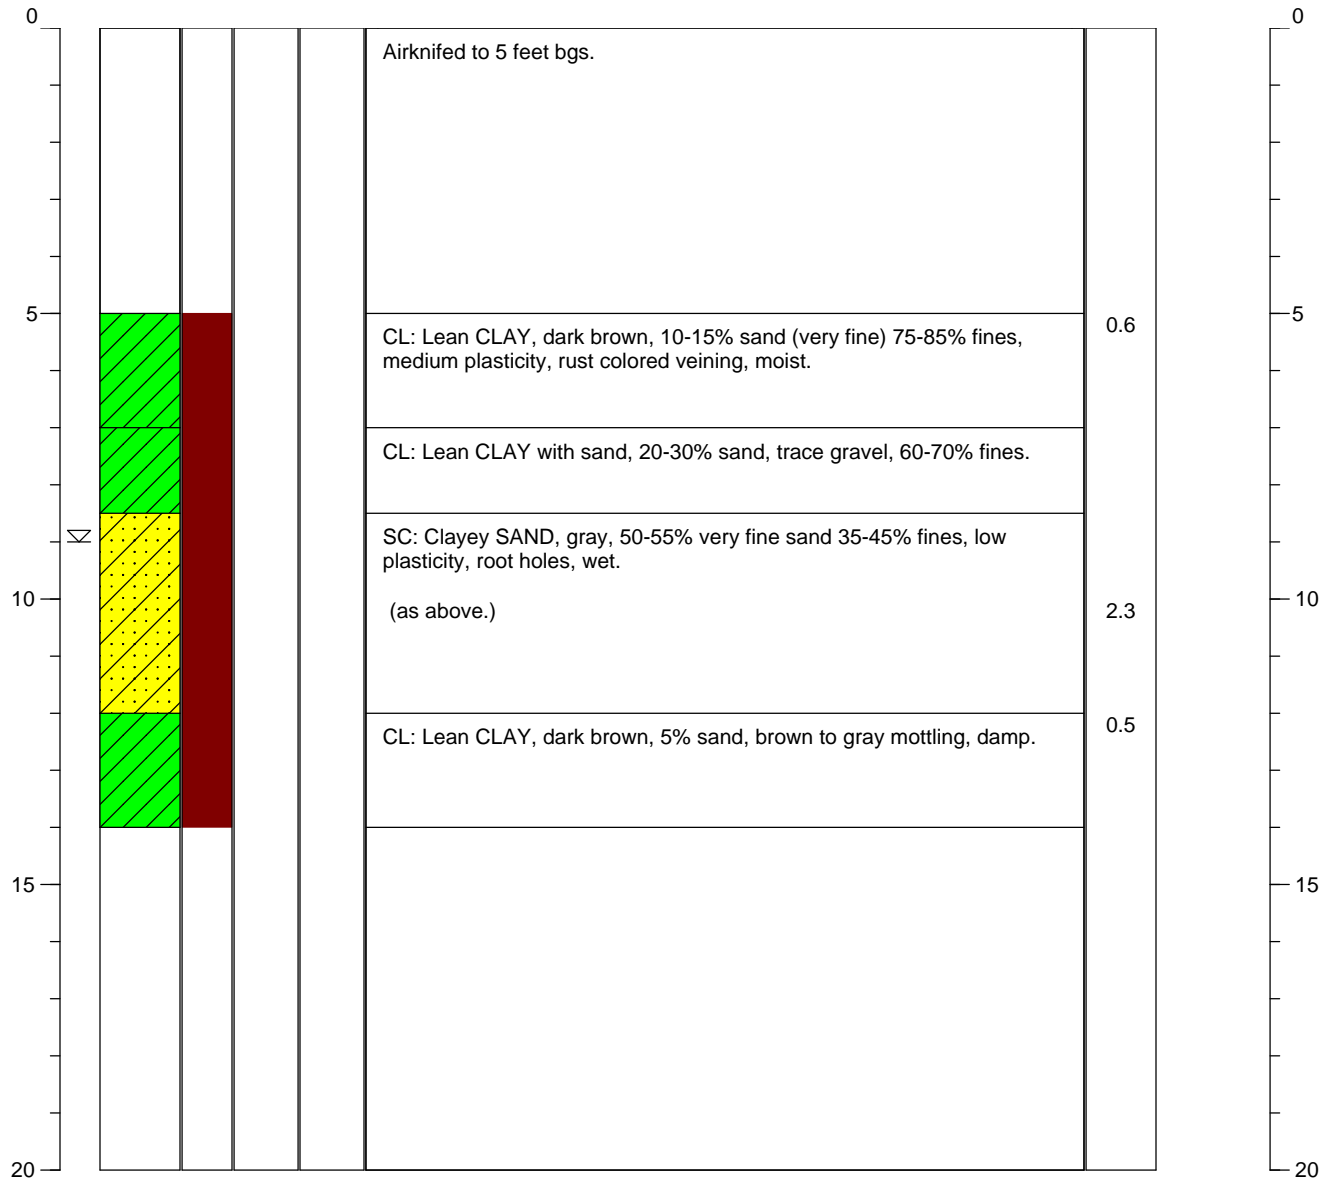 0
0
Airknifed to 5 feet bgs.
5
5
CL: Lean CLAY, dark brown, 10-15% sand (very fine) 75-85% fines,
0.6
medium plasticity, rust colored veining, moist.
CL: Lean CLAY with sand, 20-30% sand, trace gravel, 60-70% fines.
SC: Clayey SAND, gray, 50-55% very fine sand 35-45% fines, low
plasticity, root holes, wet.
10
(as above.)
2.3
10
CL: Lean CLAY, dark brown, 5% sand, brown to gray mottling, damp.
0.5
15
15
20
20